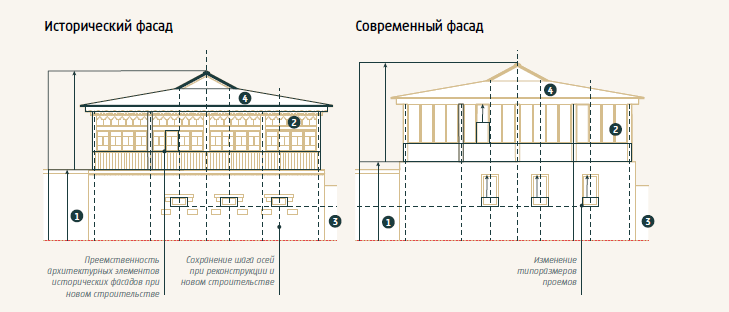 Исторический фасад
Современный фасад
4
2
1
3
4
2
1
3
Преемственность
архитектурных элементов
исторических фасадов при
новом строительстве
Сохранение шага осей
при реконструкции и
новом строительстве
Изменение
типоразмеров
проемов